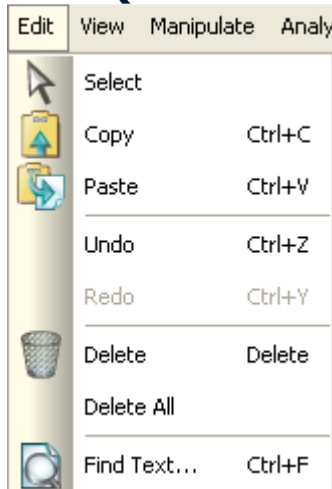 Edit View Manipulate Analy
Select
Copy Ctrl+C
Paste Ctrl+V
Undo Ctrl+Z
Redo Ctrl+Y
Delete Delete
Delete All
Find Text... Ctrl+F